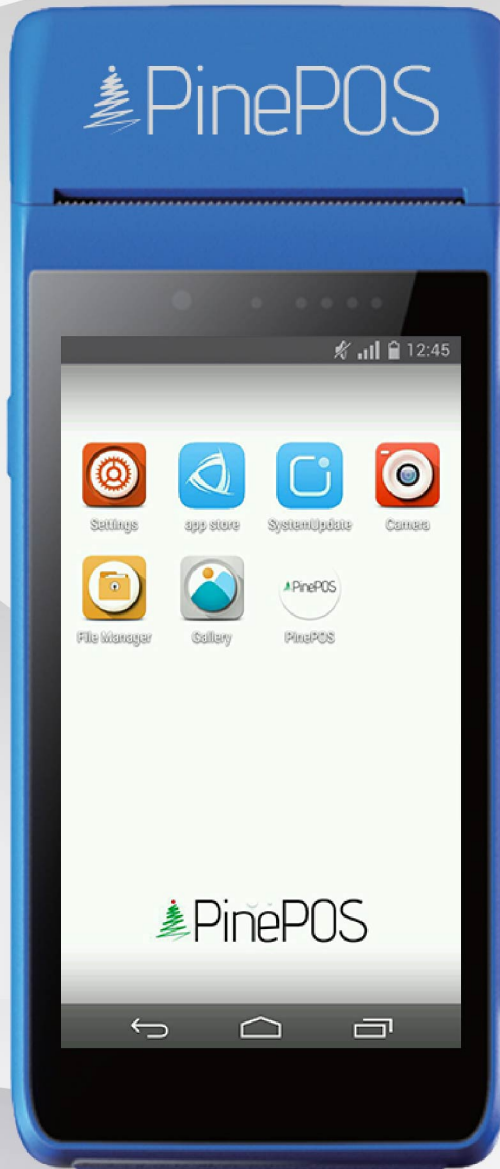 PinePOS
12:45
Settings app store SystemUpdate Camera
PinePOS
File Manager Gallery PinePOS
PinePOS